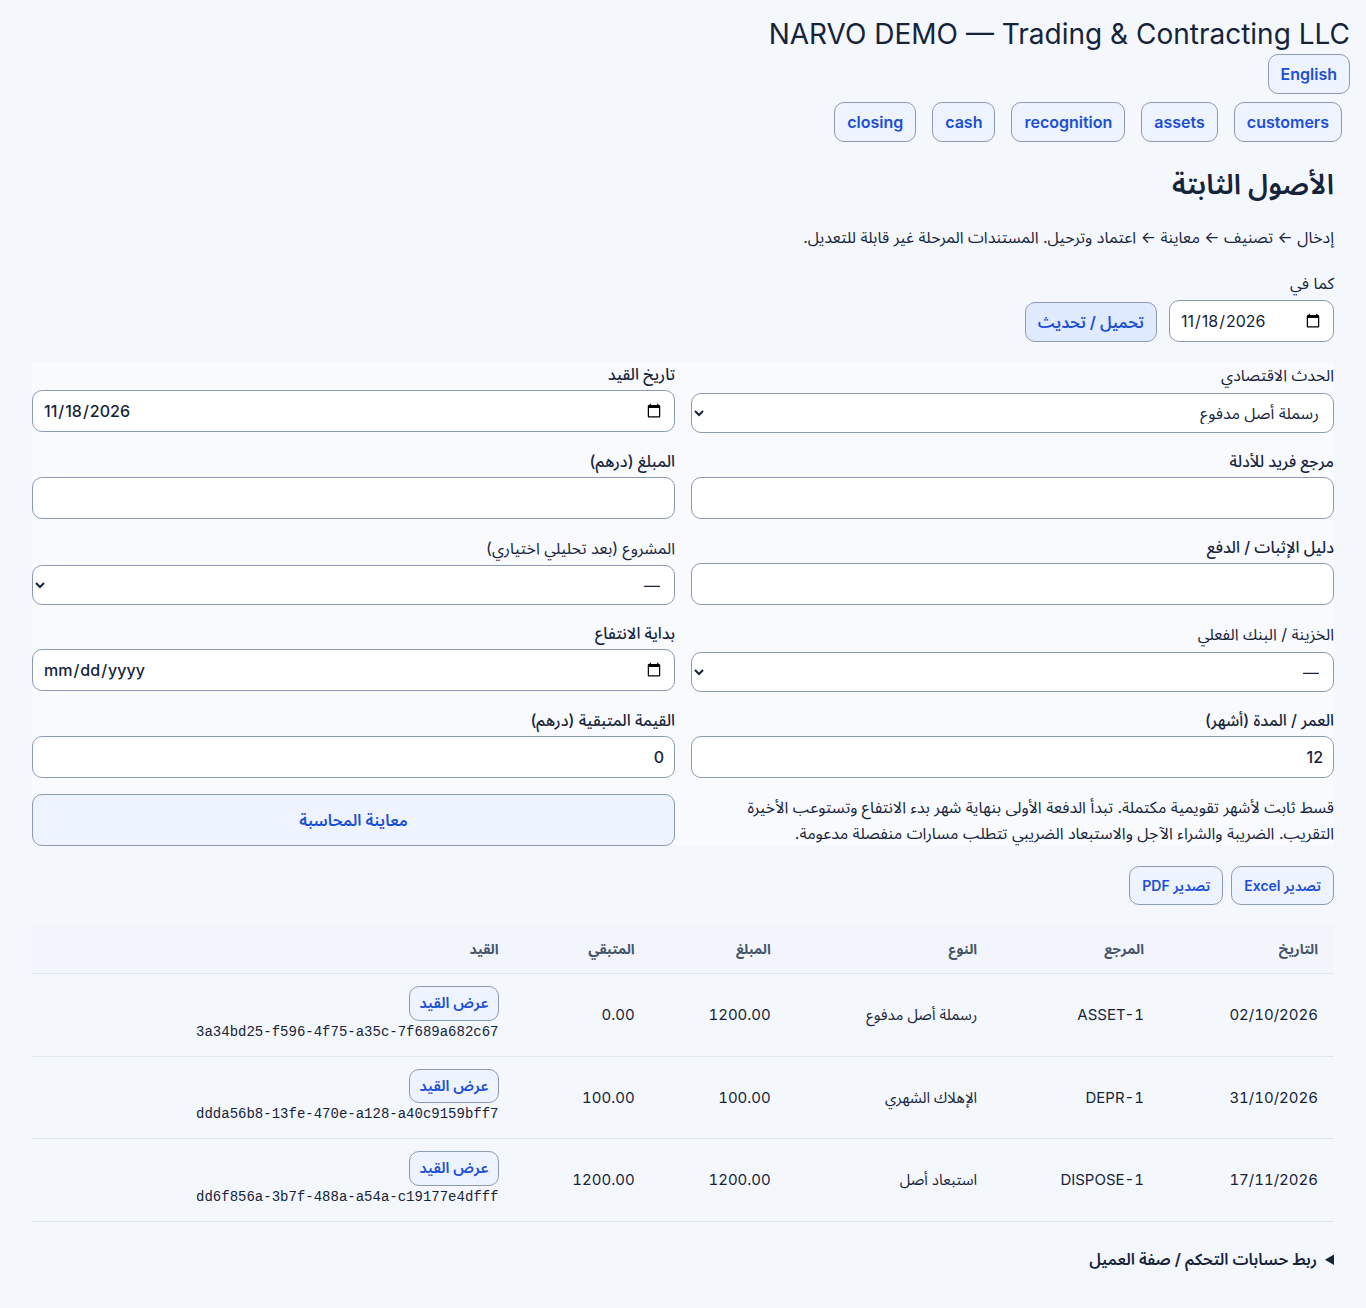 NARVO DEMO — Trading & Contracting LLC
English
customers assets recognition cash closing
الأصول الثابتة
إدخال ← تصنيف ← معاينة ← اعتماد وترحيل. المستندات المرحلة غير قابلة للتعديل.
كما في
11/18/2026 تحميل / تحديث
الحدث الاقتصادي تاريخ القيد
رسملة أصل مدفوع 11/18/2026
مرجع فريد للأدلة المبلغ (درهم)
دليل الإثبات / الدفع المشروع (بعد تحليلي اختياري)
—
الخزينة / البنك الفعلي بداية الانتفاع
— mm/dd/yyyy
العمر / المدة (أشهر) القيمة المتبقية (درهم)
12 0
قسط ثابت لأشهر تقويمية مكتملة. تبدأ الدفعة الأولى بنهاية شهر بدء الانتفاع وتستوعب الأخيرة
التقريب. الضريبة والشراء الآجل والاستبعاد الضريبي تتطلب مسارات منفصلة مدعومة.
معاينة المحاسبة
تصدير Excel تصدير PDF
التاريخ المرجع النوع المبلغ المتبقي القيد
02/10/2026 ASSET-1 رسملة أصل مدفوع 1200.00 0.00 عرض القيد
3a34bd25-f596-4f75-a35c-7f689a682c67
31/10/2026 DEPR-1 الإهلاك الشهري 100.00 100.00 عرض القيد
ddda56b8-13fe-470e-a128-a40c9159bff7
17/11/2026 DISPOSE-1 استبعاد أصل 1200.00 1200.00 عرض القيد
dd6f856a-3b7f-488a-a54a-c19177e4dfff
ربط حسابات التحكم / صفة العميل